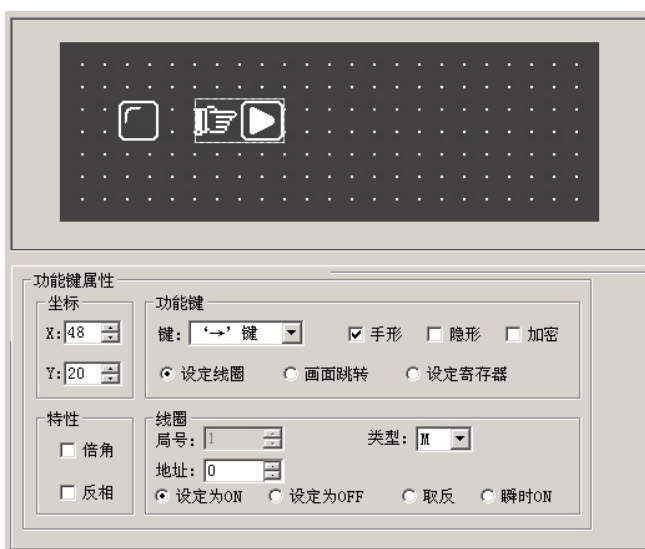 功能键属性
坐标
X: 48
Y: 20
功能键
键: ‘→’键
手形 隐形 加密
设定线圈 画面跳转 设定寄存器
特性
倍角
反相
线圈
局号: 1 类型: M
地址: 0
设定为ON 设定为OFF 取反 瞬时ON